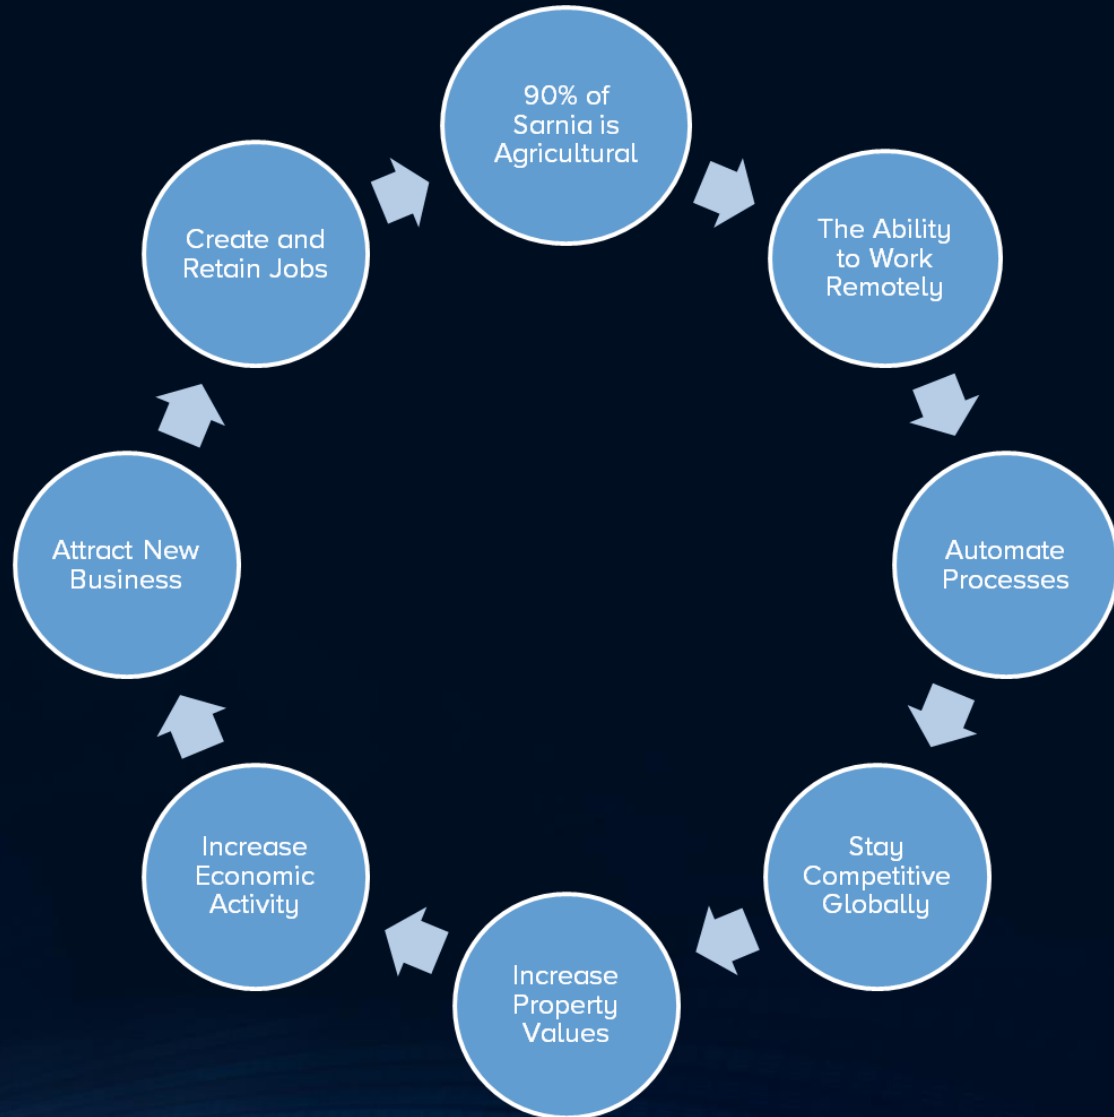 90% of
Sarnia is
Agricultural
The Ability
to Work
Remotely
Automate
Processes
Stay
Competitive
Globally
Increase
Property
Values
Increase
Economic
Activity
Attract New
Business
Create and
Retain Jobs